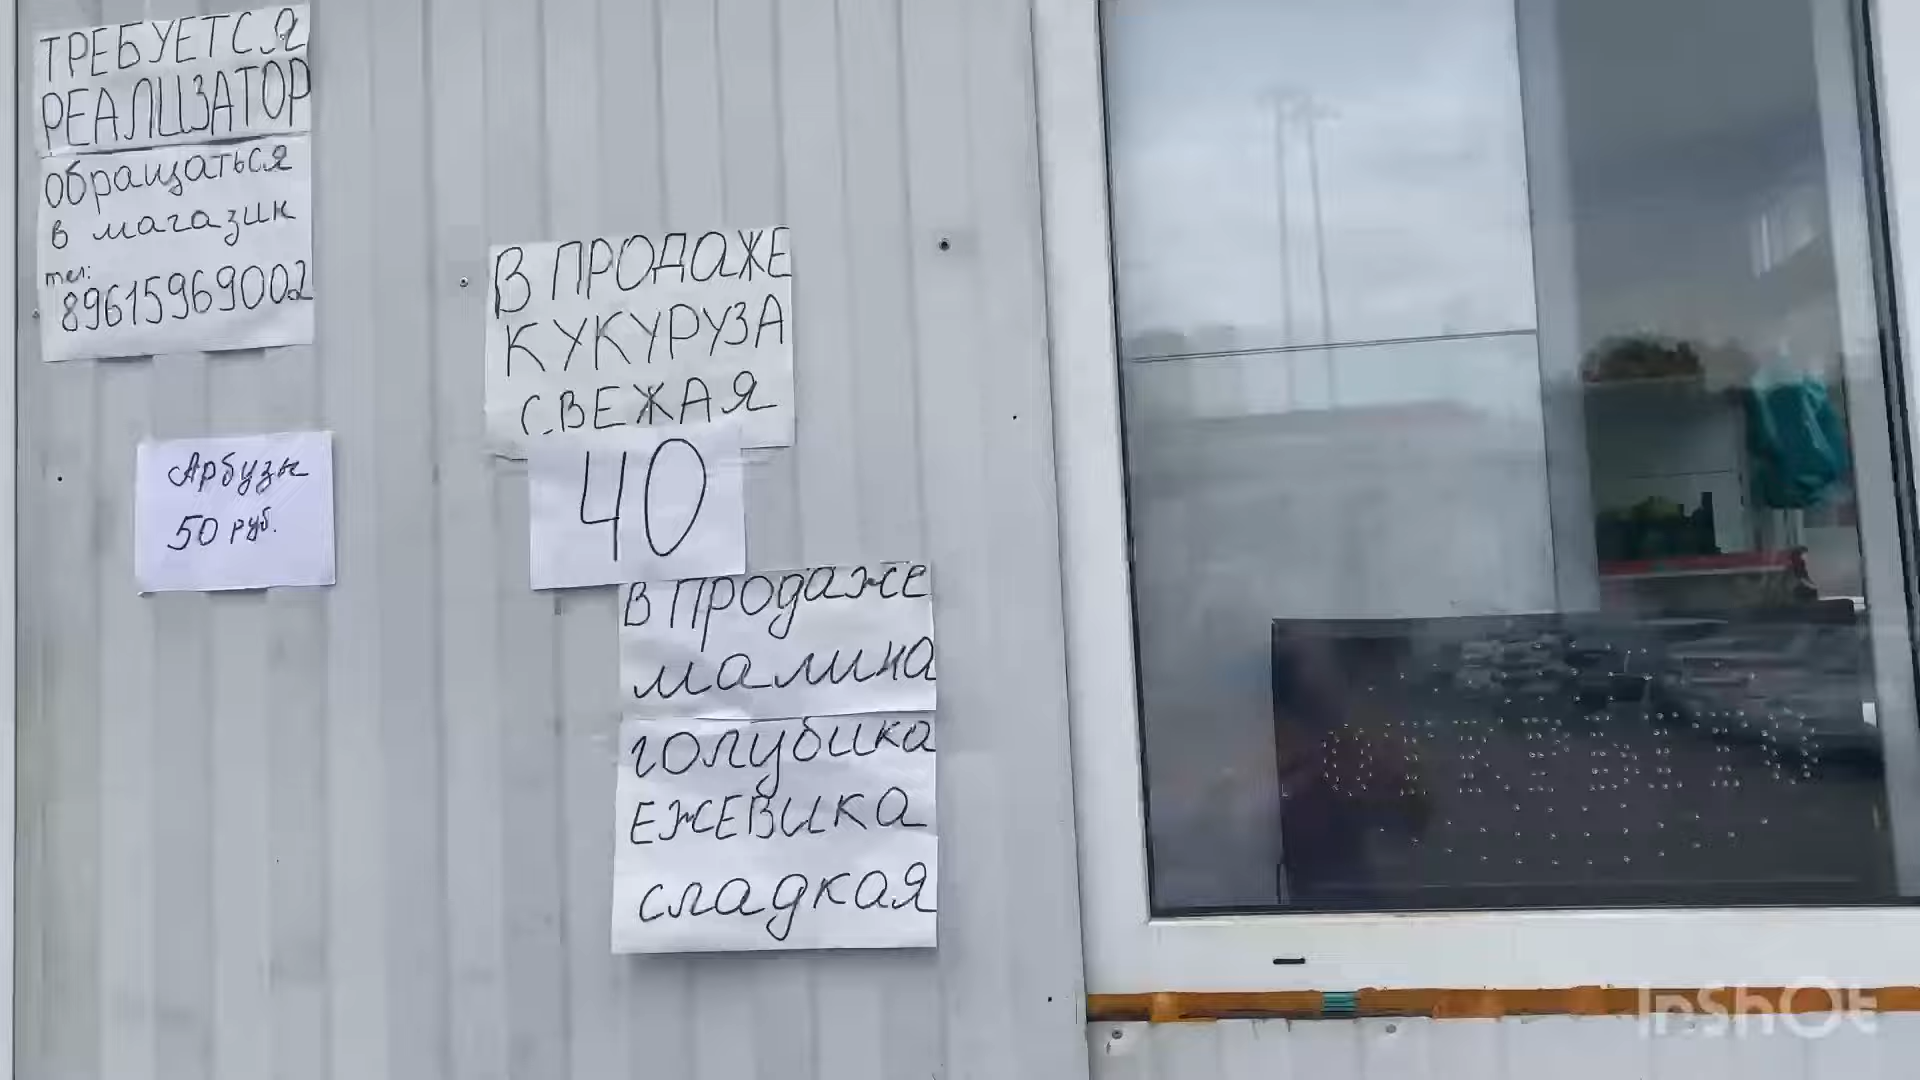 ТРЕБУЕТСЯ
РЕАЛИЗАТОР
обращаться
в магазин
тел:
89615969002
Арбузы
50 руб.
В ПРОДАЖЕ
КУКУРУЗА
СВЕЖАЯ
40
В продаже
малина
голубика
ЕЖЕВИКА
сладкая
ОТКРЫТО
InShOt